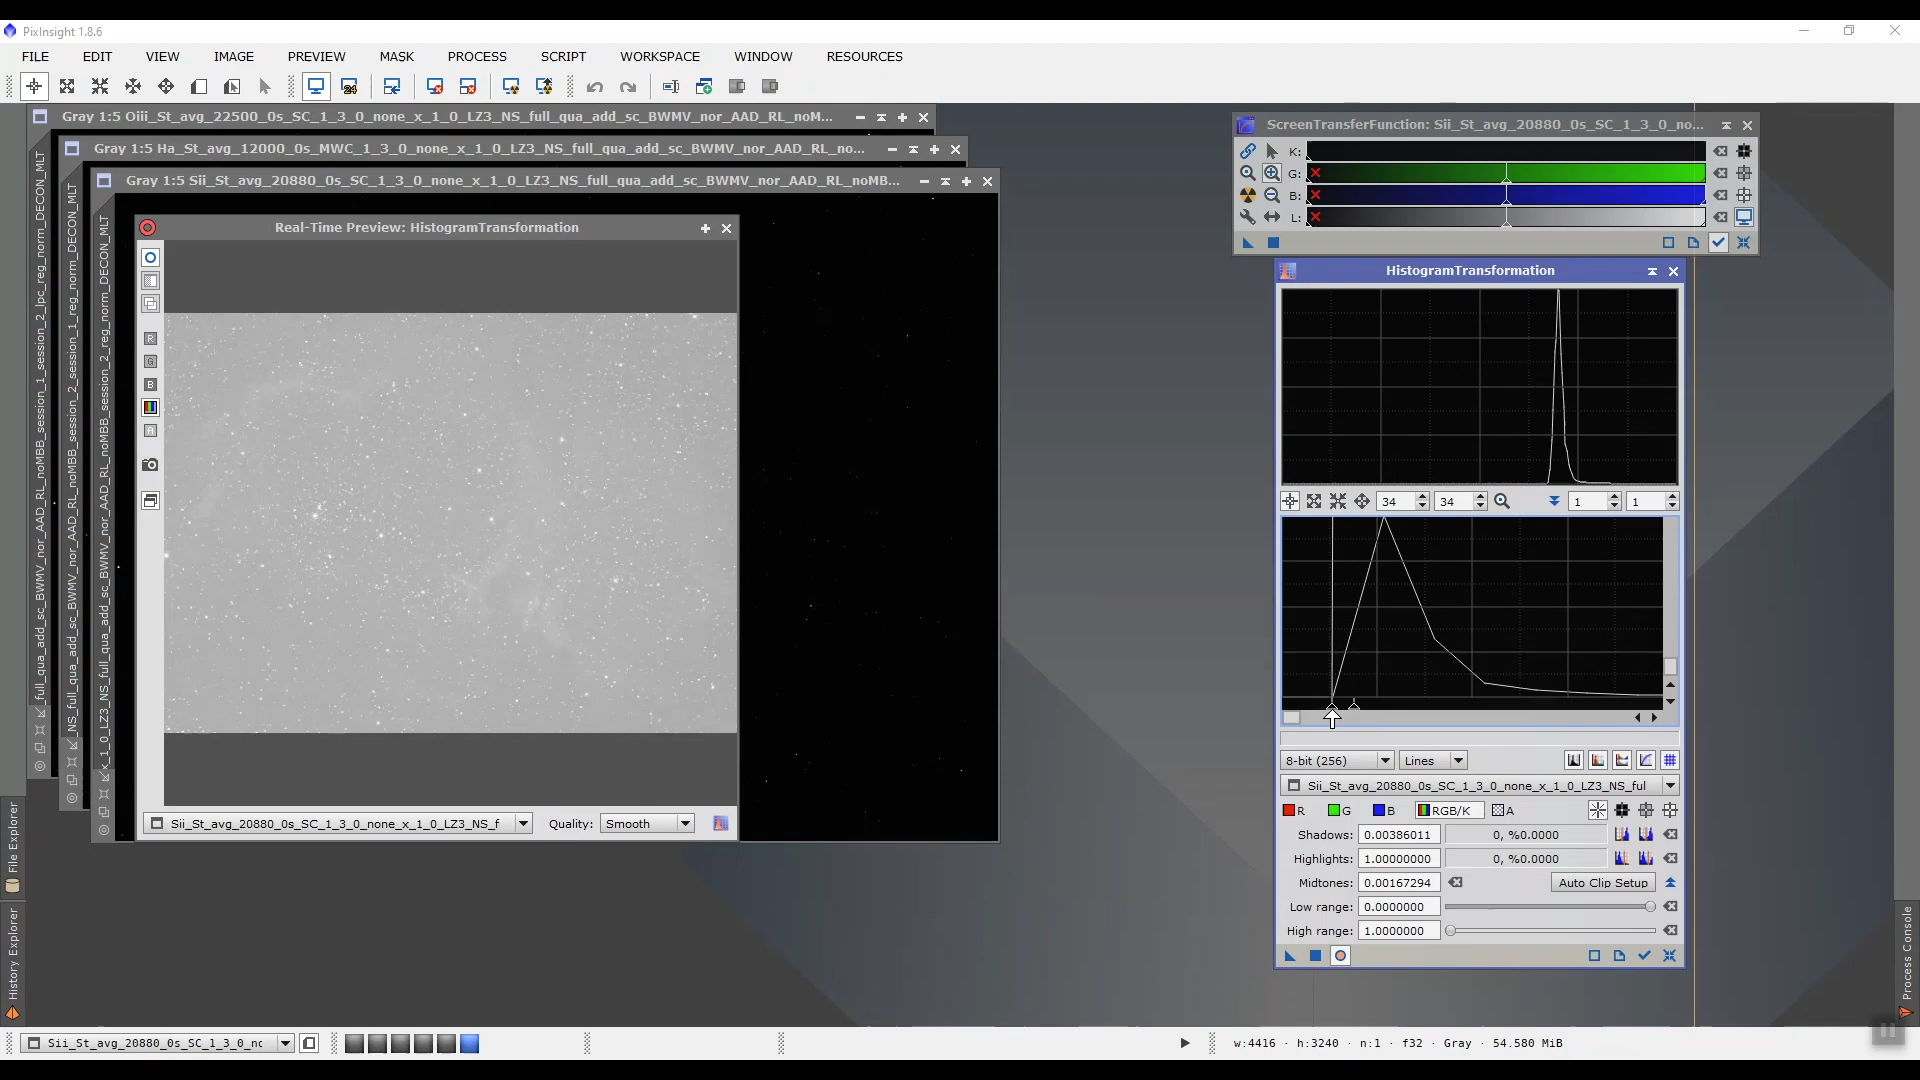 PixInsight 1.8.6
FILE EDIT VIEW IMAGE PREVIEW MASK PROCESS SCRIPT WORKSPACE WINDOW RESOURCES
Gray 1:5 Oiii_St_avg_22500_0s_SC_1_3_0_none_x_1_0_LZ3_NS_full_qua_add_sc_BWMV_nor_AAD_RL_noM...
Gray 1:5 Ha_St_avg_12000_0s_MWC_1_3_0_none_x_1_0_LZ3_NS_full_qua_add_sc_BWMV_nor_AAD_RL_no...
Gray 1:5 Sii_St_avg_20880_0s_SC_1_3_0_none_x_1_0_LZ3_NS_full_qua_add_sc_BWMV_nor_AAD_RL_noMB...
_full_qua_add_sc_BWMV_nor_AAD_RL_noMBB_session_1_session_2_lpc_reg_norm_DECON_MLT
_NS_full_qua_add_sc_BWMV_nor_AAD_RL_noMBB_session_2_session_1_reg_norm_DECON_MLT
x_1_0_LZ3_NS_full_qua_add_sc_BWMV_nor_AAD_RL_noMBB_session_2_reg_norm_DECON_MLT
Real-Time Preview: HistogramTransformation
R
G
B
A
Sii_St_avg_20880_0s_SC_1_3_0_none_x_1_0_LZ3_NS_f Quality: Smooth
ScreenTransferFunction: Sii_St_avg_20880_0s_SC_1_3_0_no...
K:
G:
B:
L:
HistogramTransformation
34 34 1 1
8-bit (256) Lines
Sii_St_avg_20880_0s_SC_1_3_0_none_x_1_0_LZ3_NS_ful
R G B RGB/K A
Shadows: 0.00386011 0, %0.0000
Highlights: 1.00000000 0, %0.0000
Midtones: 0.00167294 Auto Clip Setup
Low range: 0.0000000
High range: 1.0000000
File Explorer
History Explorer
Process Console
Sii_St_avg_20880_0s_SC_1_3_0_nc
w:4416 · h:3240 · n:1 · f32 · Gray · 54.580 MiB